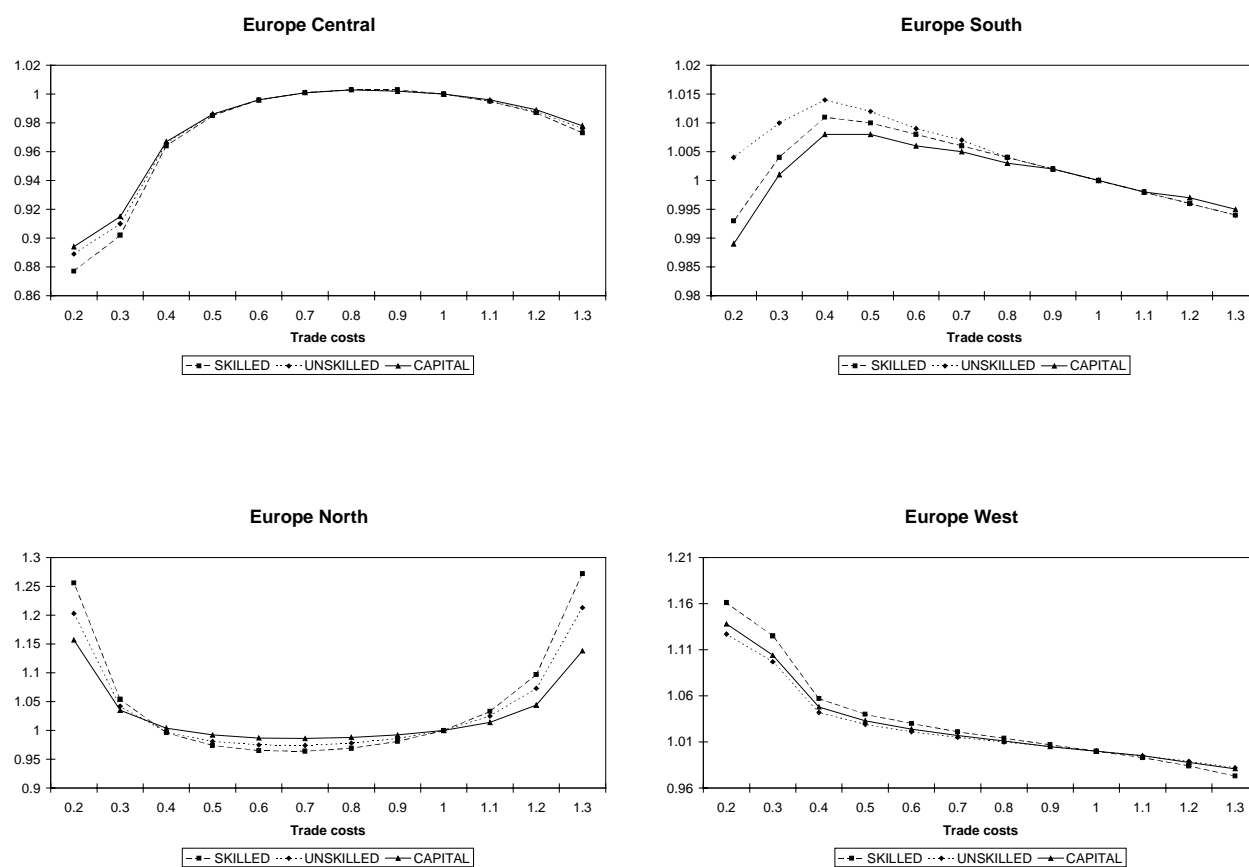 Europe Central
1.02
1
0.98
0.96
0.94
0.92
0.9
0.88
0.86
0.2 0.3 0.4 0.5 0.6 0.7 0.8 0.9 1 1.1 1.2 1.3
Trade costs
SKILLED UNSKILLED CAPITAL
Europe South
1.02
1.015
1.01
1.005
1
0.995
0.99
0.985
0.98
0.2 0.3 0.4 0.5 0.6 0.7 0.8 0.9 1 1.1 1.2 1.3
Trade costs
SKILLED UNSKILLED CAPITAL
Europe North
1.3
1.25
1.2
1.15
1.1
1.05
1
0.95
0.9
0.2 0.3 0.4 0.5 0.6 0.7 0.8 0.9 1 1.1 1.2 1.3
Trade costs
SKILLED UNSKILLED CAPITAL
Europe West
1.21
1.16
1.11
1.06
1.01
0.96
0.2 0.3 0.4 0.5 0.6 0.7 0.8 0.9 1 1.1 1.2 1.3
Trade costs
SKILLED UNSKILLED CAPITAL